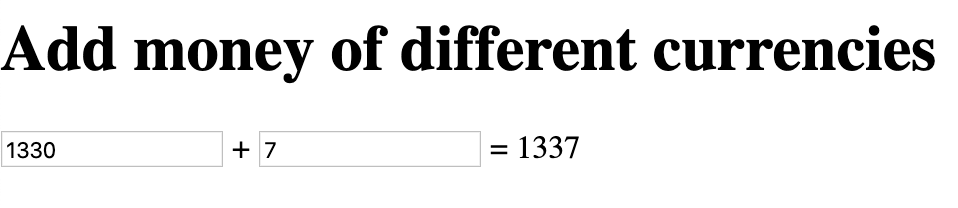 Add money of different currencies
1330 + 7 = 1337